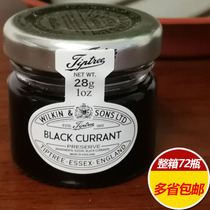 Tiptree
NET WT.
28g
1oz
WILKIN & SONS LTD
Tiptree
BLACK CURRANT
PRESERVE
TIPTREE · ESSEX · ENGLAND
整箱72瓶
多省包邮